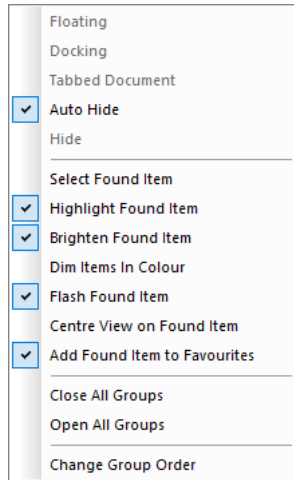 Floating
Docking
Tabbed Document
Auto Hide
Hide
Select Found Item
Highlight Found Item
Brighten Found Item
Dim Items In Colour
Flash Found Item
Centre View on Found Item
Add Found Item to Favourites
Close All Groups
Open All Groups
Change Group Order